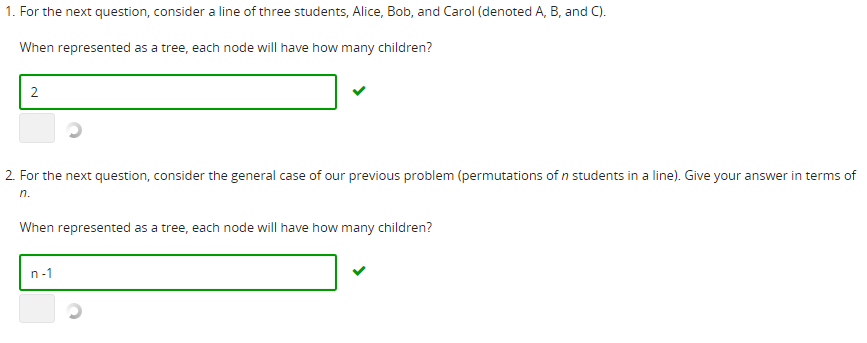 1. For the next question, consider a line of three students, Alice, Bob, and Carol (denoted A, B, and C).
When represented as a tree, each node will have how many children?
2
2. For the next question, consider the general case of our previous problem (permutations of n students in a line). Give your answer in terms of
n.
When represented as a tree, each node will have how many children?
n -1